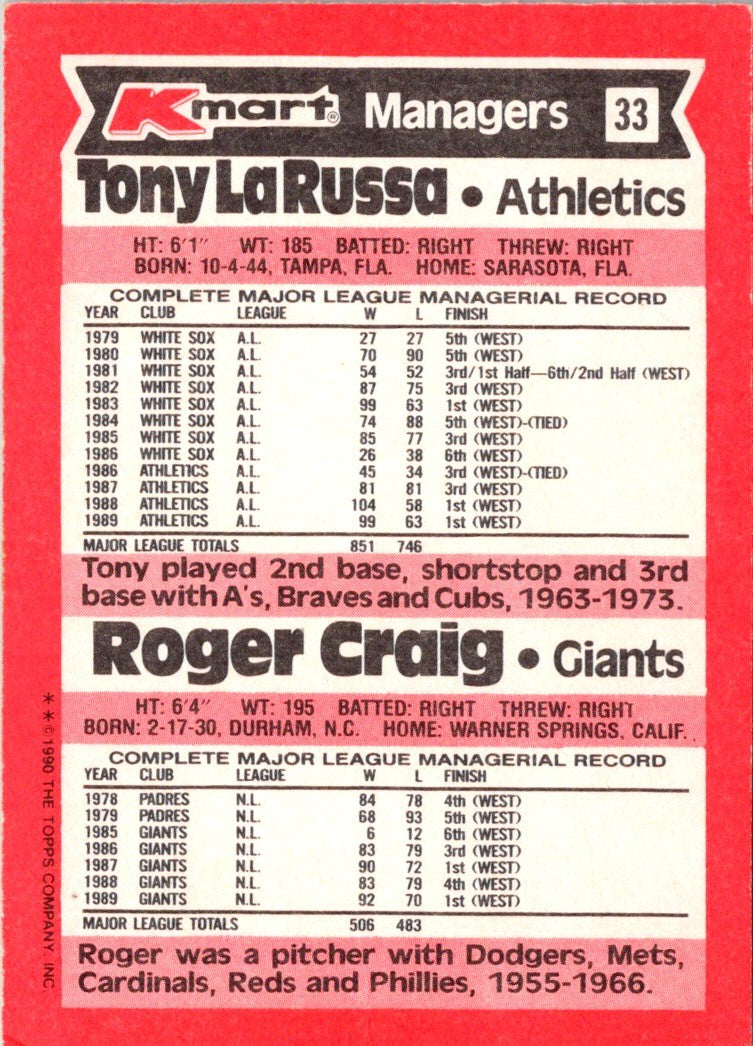 Kmart® Managers 33
Tony LaRussa • Athletics
HT: 6'1" WT: 185 BATTED: RIGHT THREW: RIGHT
BORN: 10-4-44, TAMPA, FLA. HOME: SARASOTA, FLA.
COMPLETE MAJOR LEAGUE MANAGERIAL RECORD
YEAR CLUB LEAGUE W L FINISH
1979 WHITE SOX A.L. 27 27 5th (WEST)
1980 WHITE SOX A.L. 70 90 5th (WEST)
1981 WHITE SOX A.L. 54 52 3rd/1st Half—6th/2nd Half (WEST)
1982 WHITE SOX A.L. 87 75 3rd (WEST)
1983 WHITE SOX A.L. 99 63 1st (WEST)
1984 WHITE SOX A.L. 74 88 5th (WEST)-(TIED)
1985 WHITE SOX A.L. 85 77 3rd (WEST)
1986 WHITE SOX A.L. 26 38 6th (WEST)
1986 ATHLETICS A.L. 45 34 3rd (WEST)-(TIED)
1987 ATHLETICS A.L. 81 81 3rd (WEST)
1988 ATHLETICS A.L. 104 58 1st (WEST)
1989 ATHLETICS A.L. 99 63 1st (WEST)
MAJOR LEAGUE TOTALS 851 746
Tony played 2nd base, shortstop and 3rd
base with A's, Braves and Cubs, 1963-1973.
Roger Craig • Giants
HT: 6'4" WT: 195 BATTED: RIGHT THREW: RIGHT
BORN: 2-17-30, DURHAM, N.C. HOME: WARNER SPRINGS, CALIF.
COMPLETE MAJOR LEAGUE MANAGERIAL RECORD
YEAR CLUB LEAGUE W L FINISH
1978 PADRES N.L. 84 78 4th (WEST)
1979 PADRES N.L. 68 93 5th (WEST)
1985 GIANTS N.L. 6 12 6th (WEST)
1986 GIANTS N.L. 83 79 3rd (WEST)
1987 GIANTS N.L. 90 72 1st (WEST)
1988 GIANTS N.L. 83 79 4th (WEST)
1989 GIANTS N.L. 92 70 1st (WEST)
MAJOR LEAGUE TOTALS 506 483
Roger was a pitcher with Dodgers, Mets,
Cardinals, Reds and Phillies, 1955-1966.
**©1990 THE TOPPS COMPANY, INC.